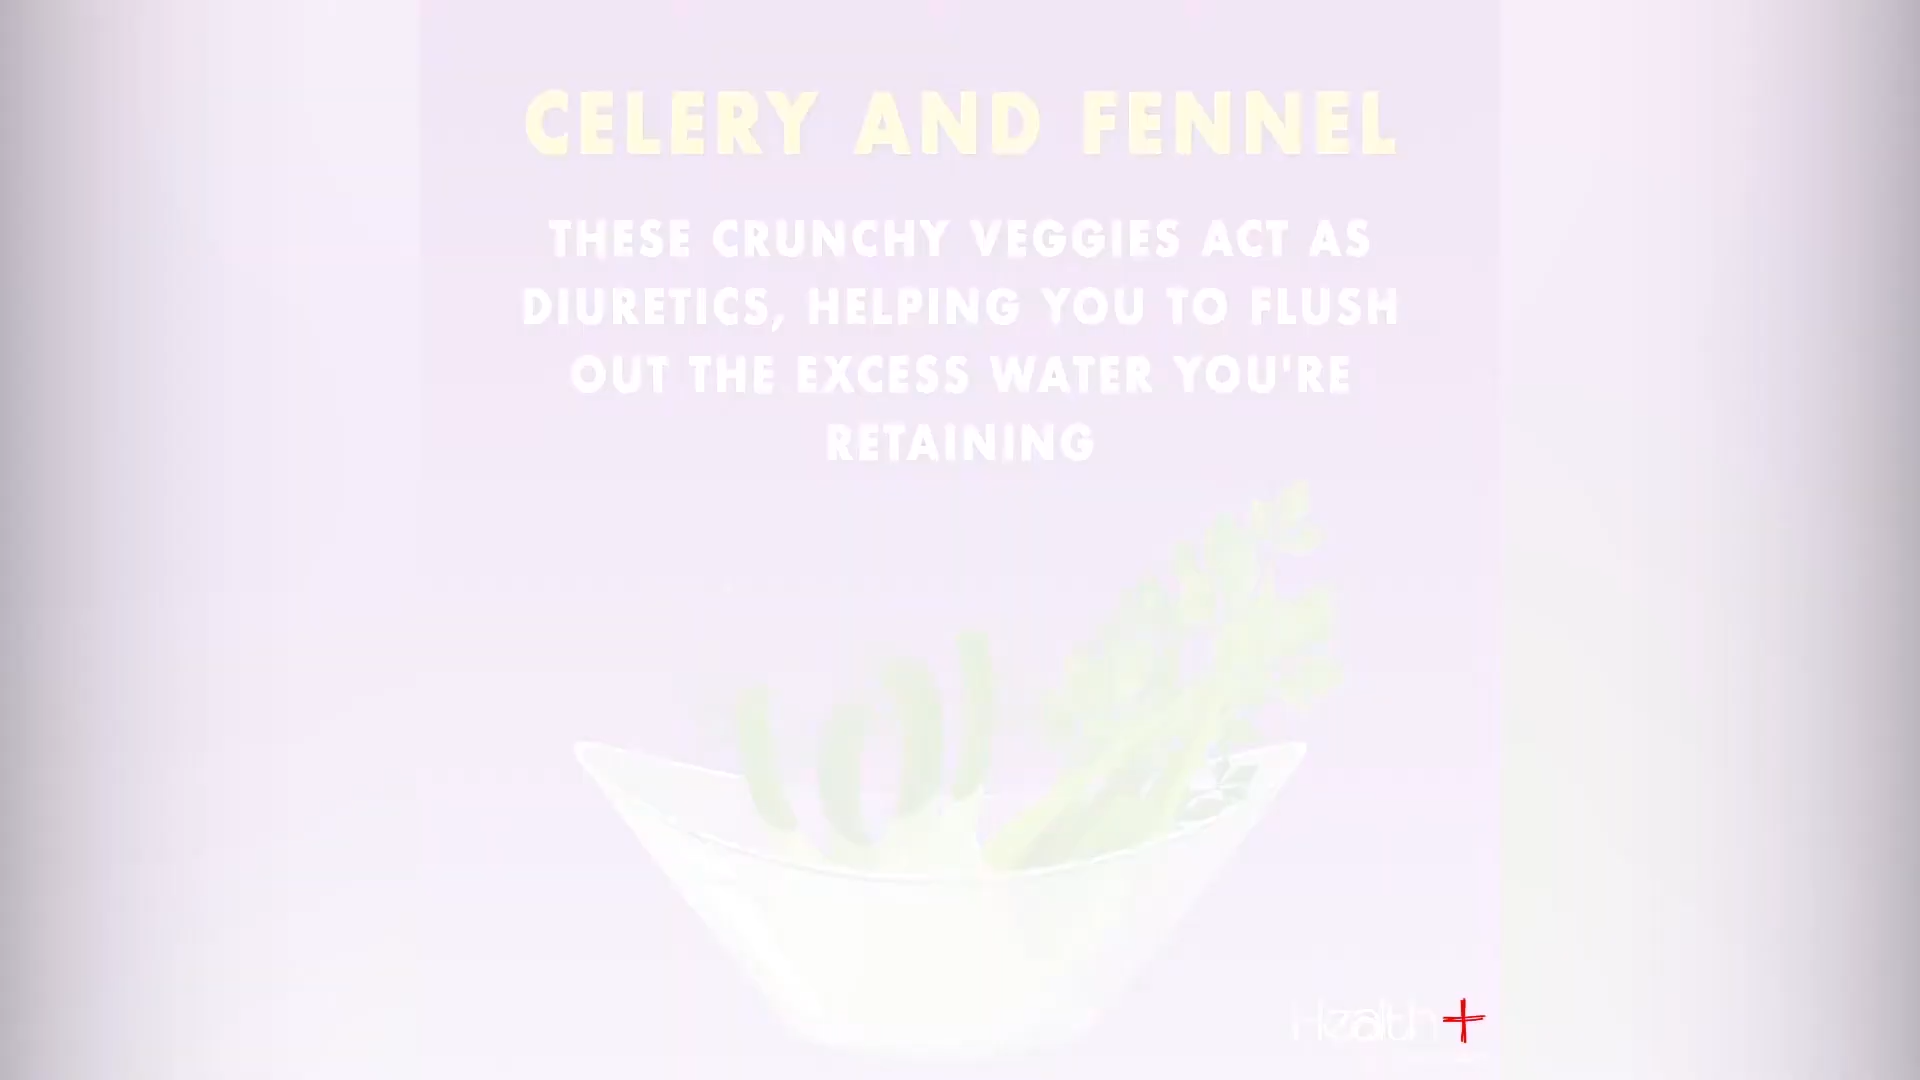 CELERY AND FENNEL
THESE CRUNCHY VEGGIES ACT AS
DIURETICS, HELPING YOU TO FLUSH
OUT THE EXCESS WATER YOU'RE
RETAINING
Health+